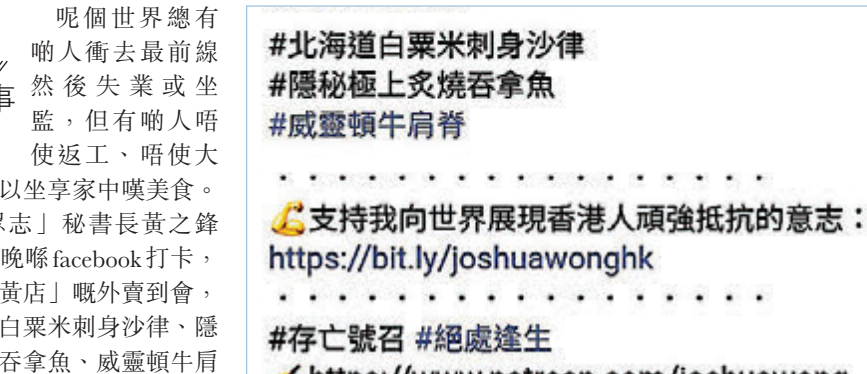 呢個世界總有
啲人衝去最前線
然後失業或坐
事
監，但有啲人唔
使返工、唔使大
以坐享家中嘆美食。
志」秘書長黃之鋒
晚喺facebook打卡，
黃店」嘅外賣到會，
白粟米刺身沙律、隱
吞拿魚、威靈頓牛肩
#北海道白粟米刺身沙律
#隱秘極上炙燒吞拿魚
#威靈頓牛肩脊
💪支持我向世界展現香港人頑強抵抗的意志：
https://bit.ly/joshuawonghk
#存亡號召 #絕處逢生